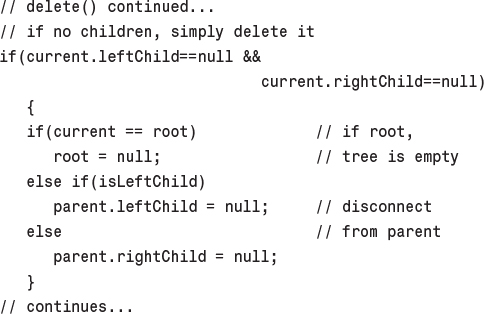 // delete() continued...
// if no children, simply delete it
if(current.leftChild==null &&
                             current.rightChild==null)
   {
   if(current == root)             // if root,
      root = null;                 // tree is empty
   else if(isLeftChild)
      parent.leftChild = null;     // disconnect
   else                            // from parent
      parent.rightChild = null;
   }
// continues...